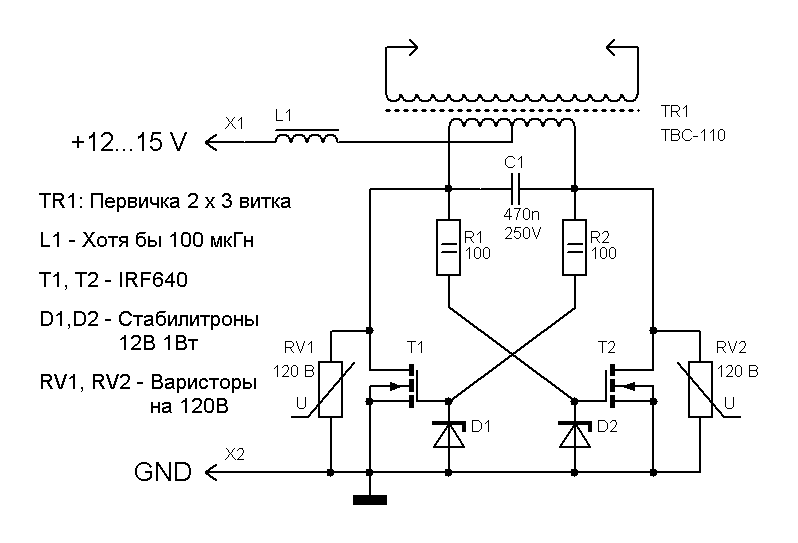 TR1
ТВС-110
X1
L1
+12...15 V
C1
470n
250V
TR1: Первичка 2 x 3 витка
R1
100
R2
100
L1 - Хотя бы 100 мкГн
T1, T2 - IRF640
D1,D2 - Стабилитроны
12В 1Вт
RV1
120 В
U
T1
T2
RV2
120 В
U
RV1, RV2 - Варисторы
на 120В
D1
D2
X2
GND